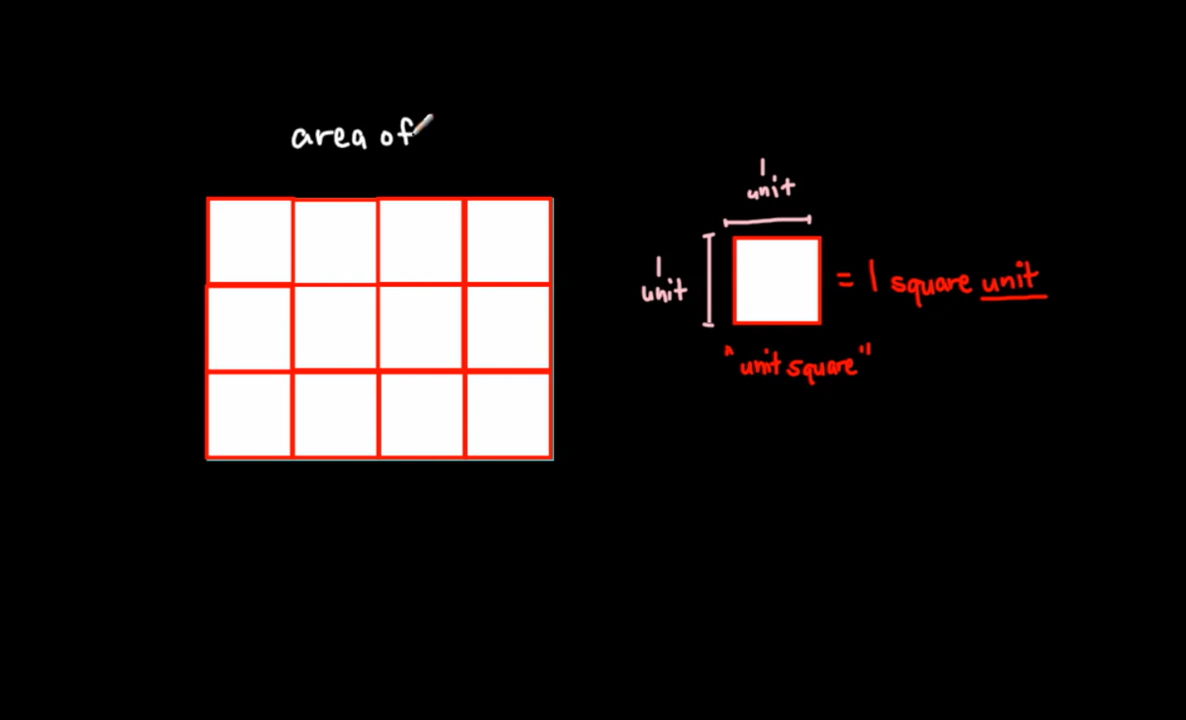 area of
1
unit
1
unit
= 1 square unit
"unit square"